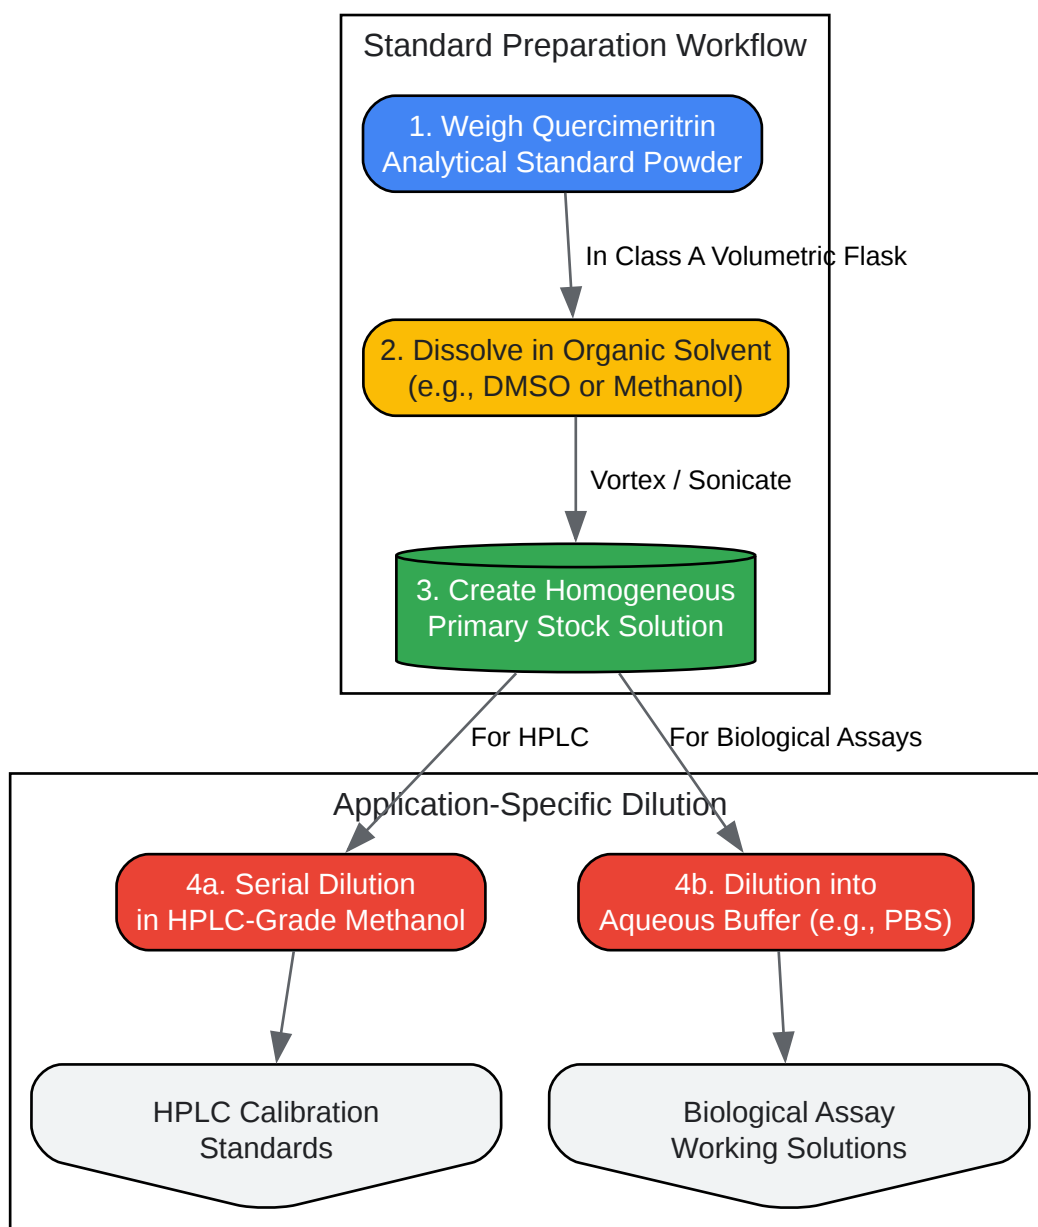 Standard Preparation Workflow
1. Weigh Quercimeritrin
Analytical Standard Powder
In Class A Volumetric Flask
2. Dissolve in Organic Solvent
(e.g., DMSO or Methanol)
Vortex / Sonicate
3. Create Homogeneous
Primary Stock Solution
For HPLC
For Biological Assays
Application-Specific Dilution
4a. Serial Dilution
in HPLC-Grade Methanol
4b. Dilution into
Aqueous Buffer (e.g., PBS)
HPLC Calibration
Standards
Biological Assay
Working Solutions